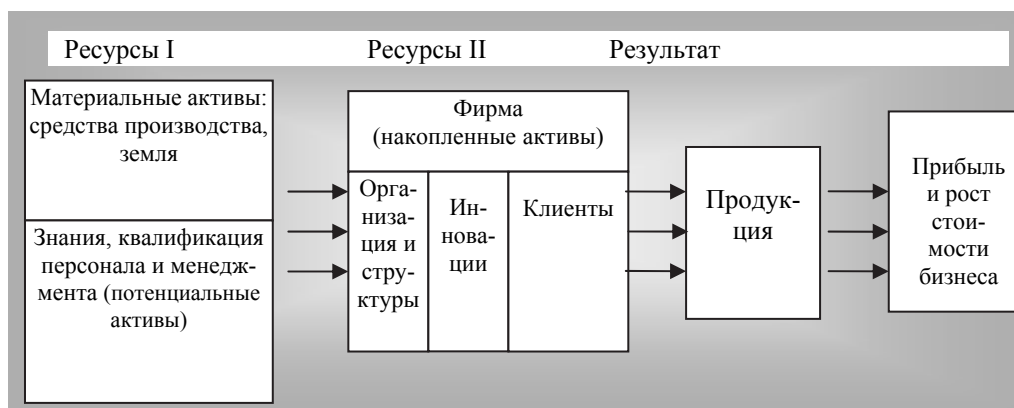 Ресурсы I Ресурсы II Результат
Материальные активы:
средства производства,
земля
Знания, квалификация
персонала и менедж-
мента (потенциальные
активы)
Фирма
(накопленные активы)
Орга-
низа-
ция и
стру-
ктуры
Ин-
нова-
ции
Клиенты
Продук-
ция
Прибыль
и рост
стои-
мости
бизнеса